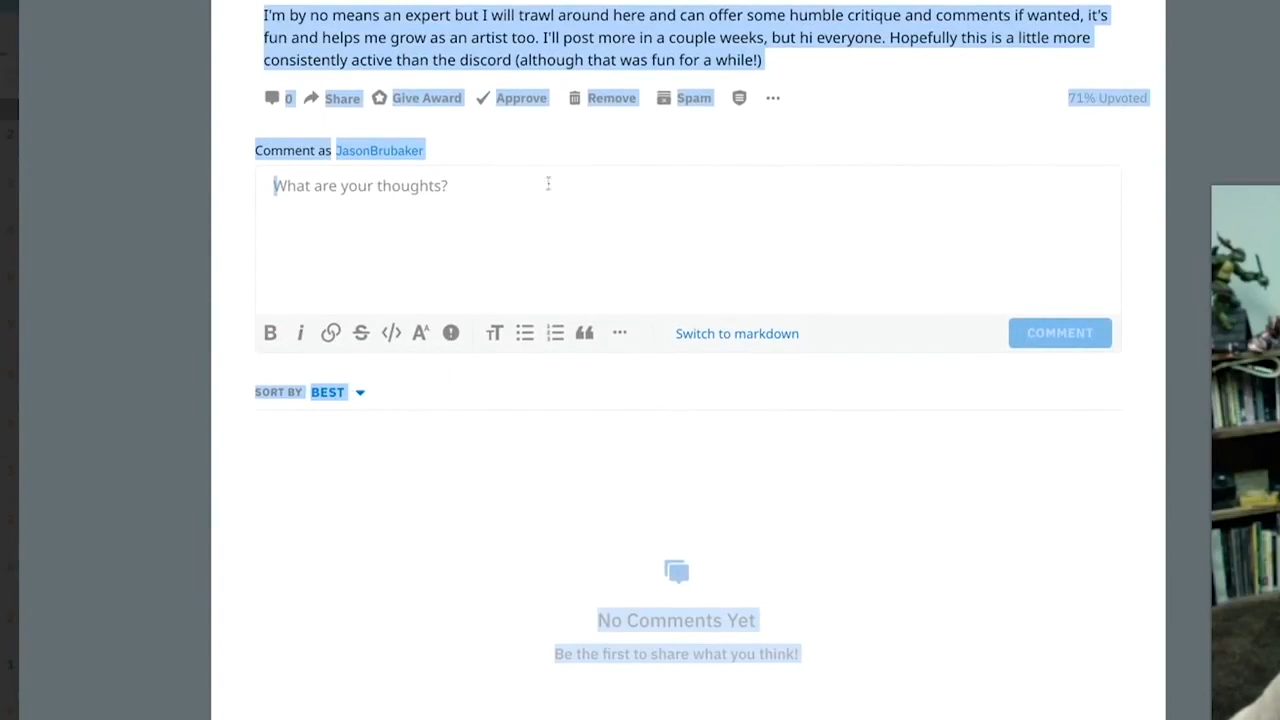 I'm by no means an expert but I will trawl around here and can offer some humble critique and comments if wanted, it's
fun and helps me grow as an artist too. I'll post more in a couple weeks, but hi everyone. Hopefully this is a little more
consistently active than the discord (although that was fun for a while!)
0 Share Give Award Approve Remove Spam ... 71% Upvoted
Comment as JasonBrubaker
What are your thoughts?
B i S </> A^ TT ... Switch to markdown COMMENT
SORT BY BEST
No Comments Yet
Be the first to share what you think!